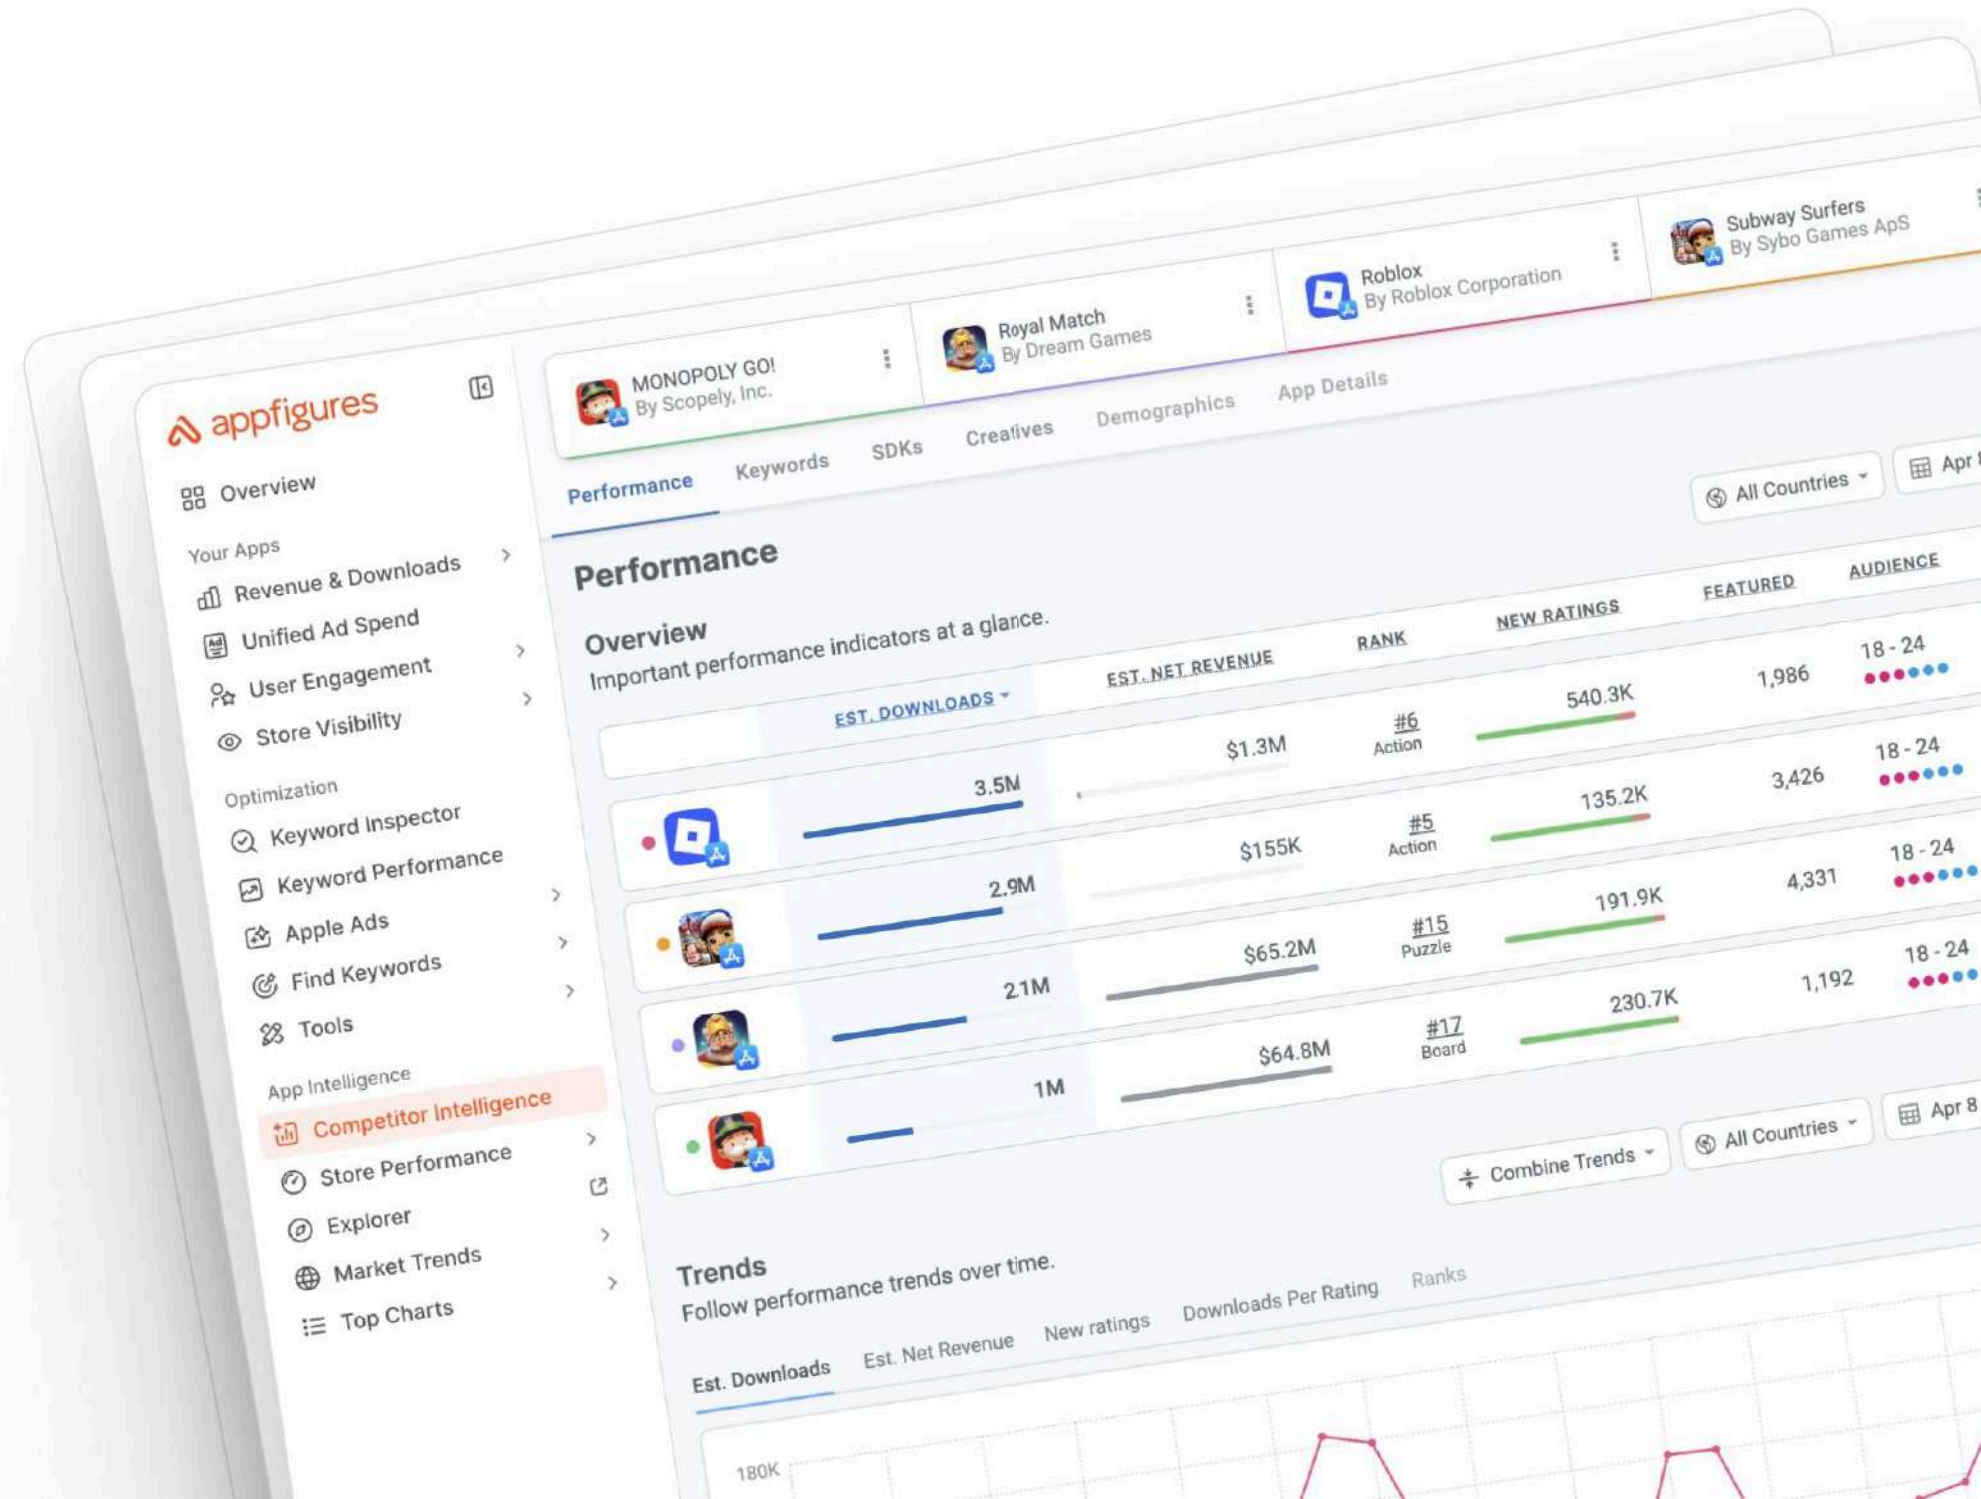 appfigures
Overview
Your Apps
Revenue & Downloads
Unified Ad Spend
User Engagement
Store Visibility
Optimization
Keyword Inspector
Keyword Performance
Apple Ads
Find Keywords
Tools
App Intelligence
Competitor Intelligence
Store Performance
Explorer
Market Trends
Top Charts
MONOPOLY GO!
By Scopely, Inc.
Royal Match
By Dream Games
Roblox
By Roblox Corporation
Subway Surfers
By Sybo Games ApS
Performance Keywords SDKs Creatives Demographics App Details
All Countries Apr 8
Performance
Overview
Important performance indicators at a glance.
EST. DOWNLOADS EST. NET REVENUE RANK NEW RATINGS FEATURED AUDIENCE
3.5M $1.3M #6 540.3K 1,986 18 - 24
Action
2.9M $155K #5 135.2K 3,426 18 - 24
Action
2.1M $65.2M #15 191.9K 4,331 18 - 24
Puzzle
1M $64.8M #17 230.7K 1,192 18 - 24
Board
Combine Trends All Countries Apr 8
Trends
Follow performance trends over time.
Est. Downloads Est. Net Revenue New ratings Downloads Per Rating Ranks
180K